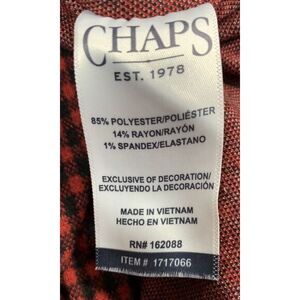 CHAPS
EST. 1978
85% POLYESTER/POLIÉSTER
14% RAYON/RAYÓN
1% SPANDEX/ELASTANO
EXCLUSIVE OF DECORATION/
EXCLUYENDO LA DECORACIÓN
MADE IN VIETNAM
HECHO EN VIETNAM
RN# 162088
ITEM # 1717066